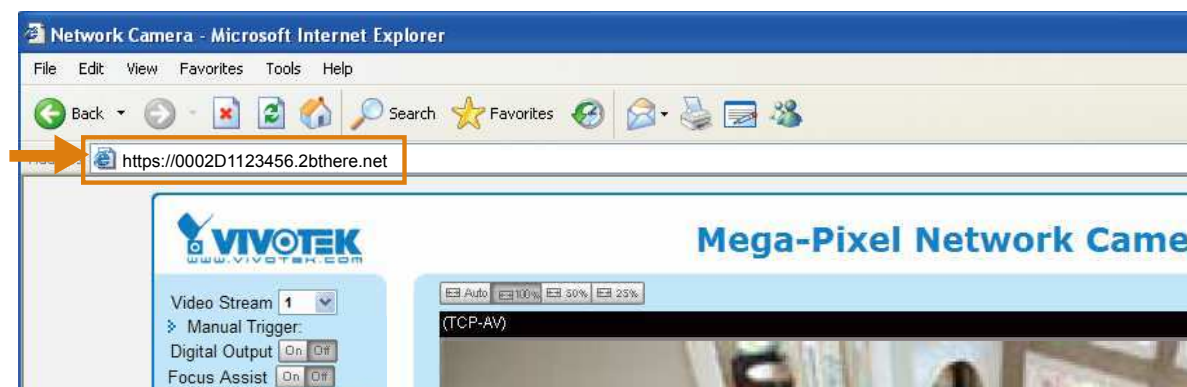 Network Camera - Microsoft Internet Explorer
File Edit View Favorites Tools Help
Back Search Favorites
https://0002D1123456.2bthere.net
VIVOTEK
www.vivotek.com
Mega-Pixel Network Came
Auto 100% 50% 25%
Video Stream 1
(TCP-AV)
Manual Trigger:
Digital Output On Off
Focus Assist On Off